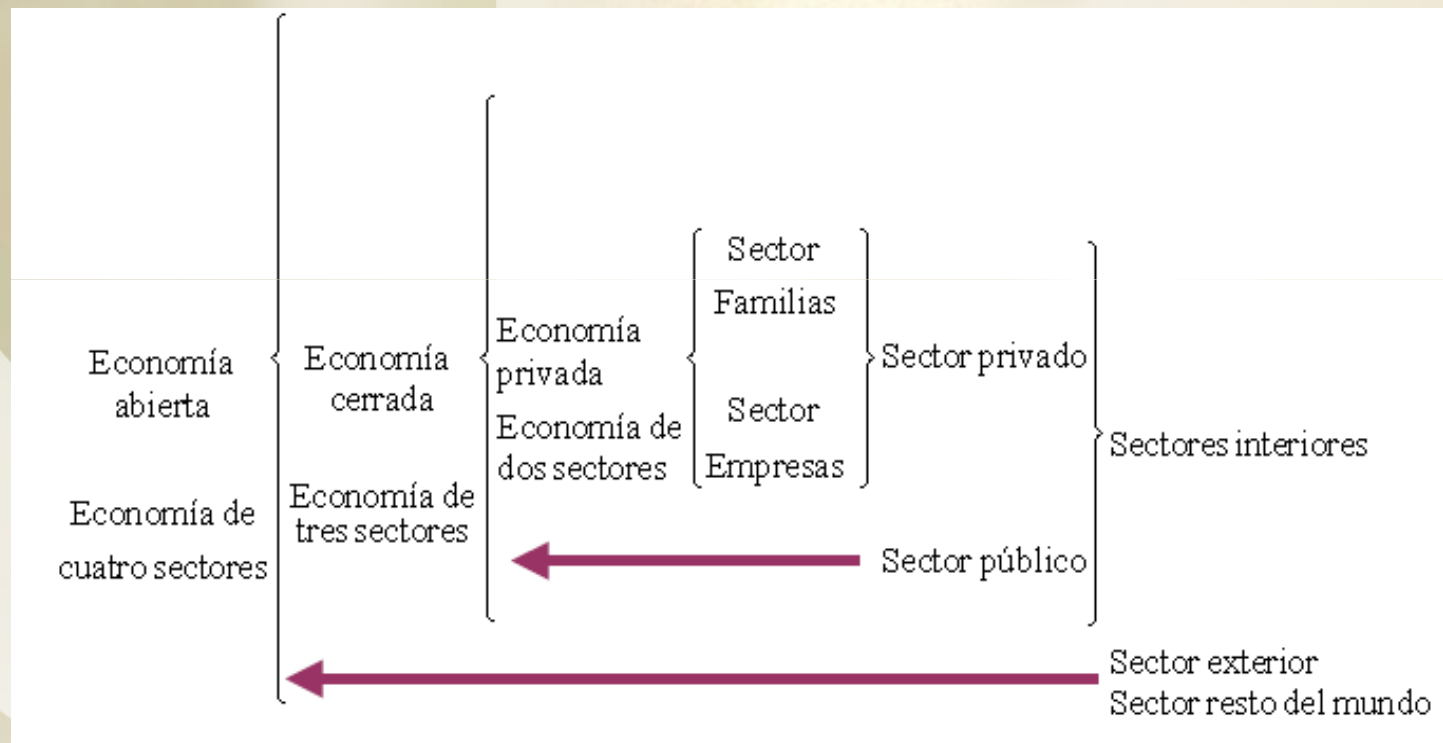 Economía
abierta
Economía de
cuatro sectores
Economía
cerrada
Economía de
tres sectores
Economía
privada
Economía de
dos sectores
Sector
Familias
Sector
Empresas
Sector privado
Sector público
Sectores interiores
Sector exterior
Sector resto del mundo